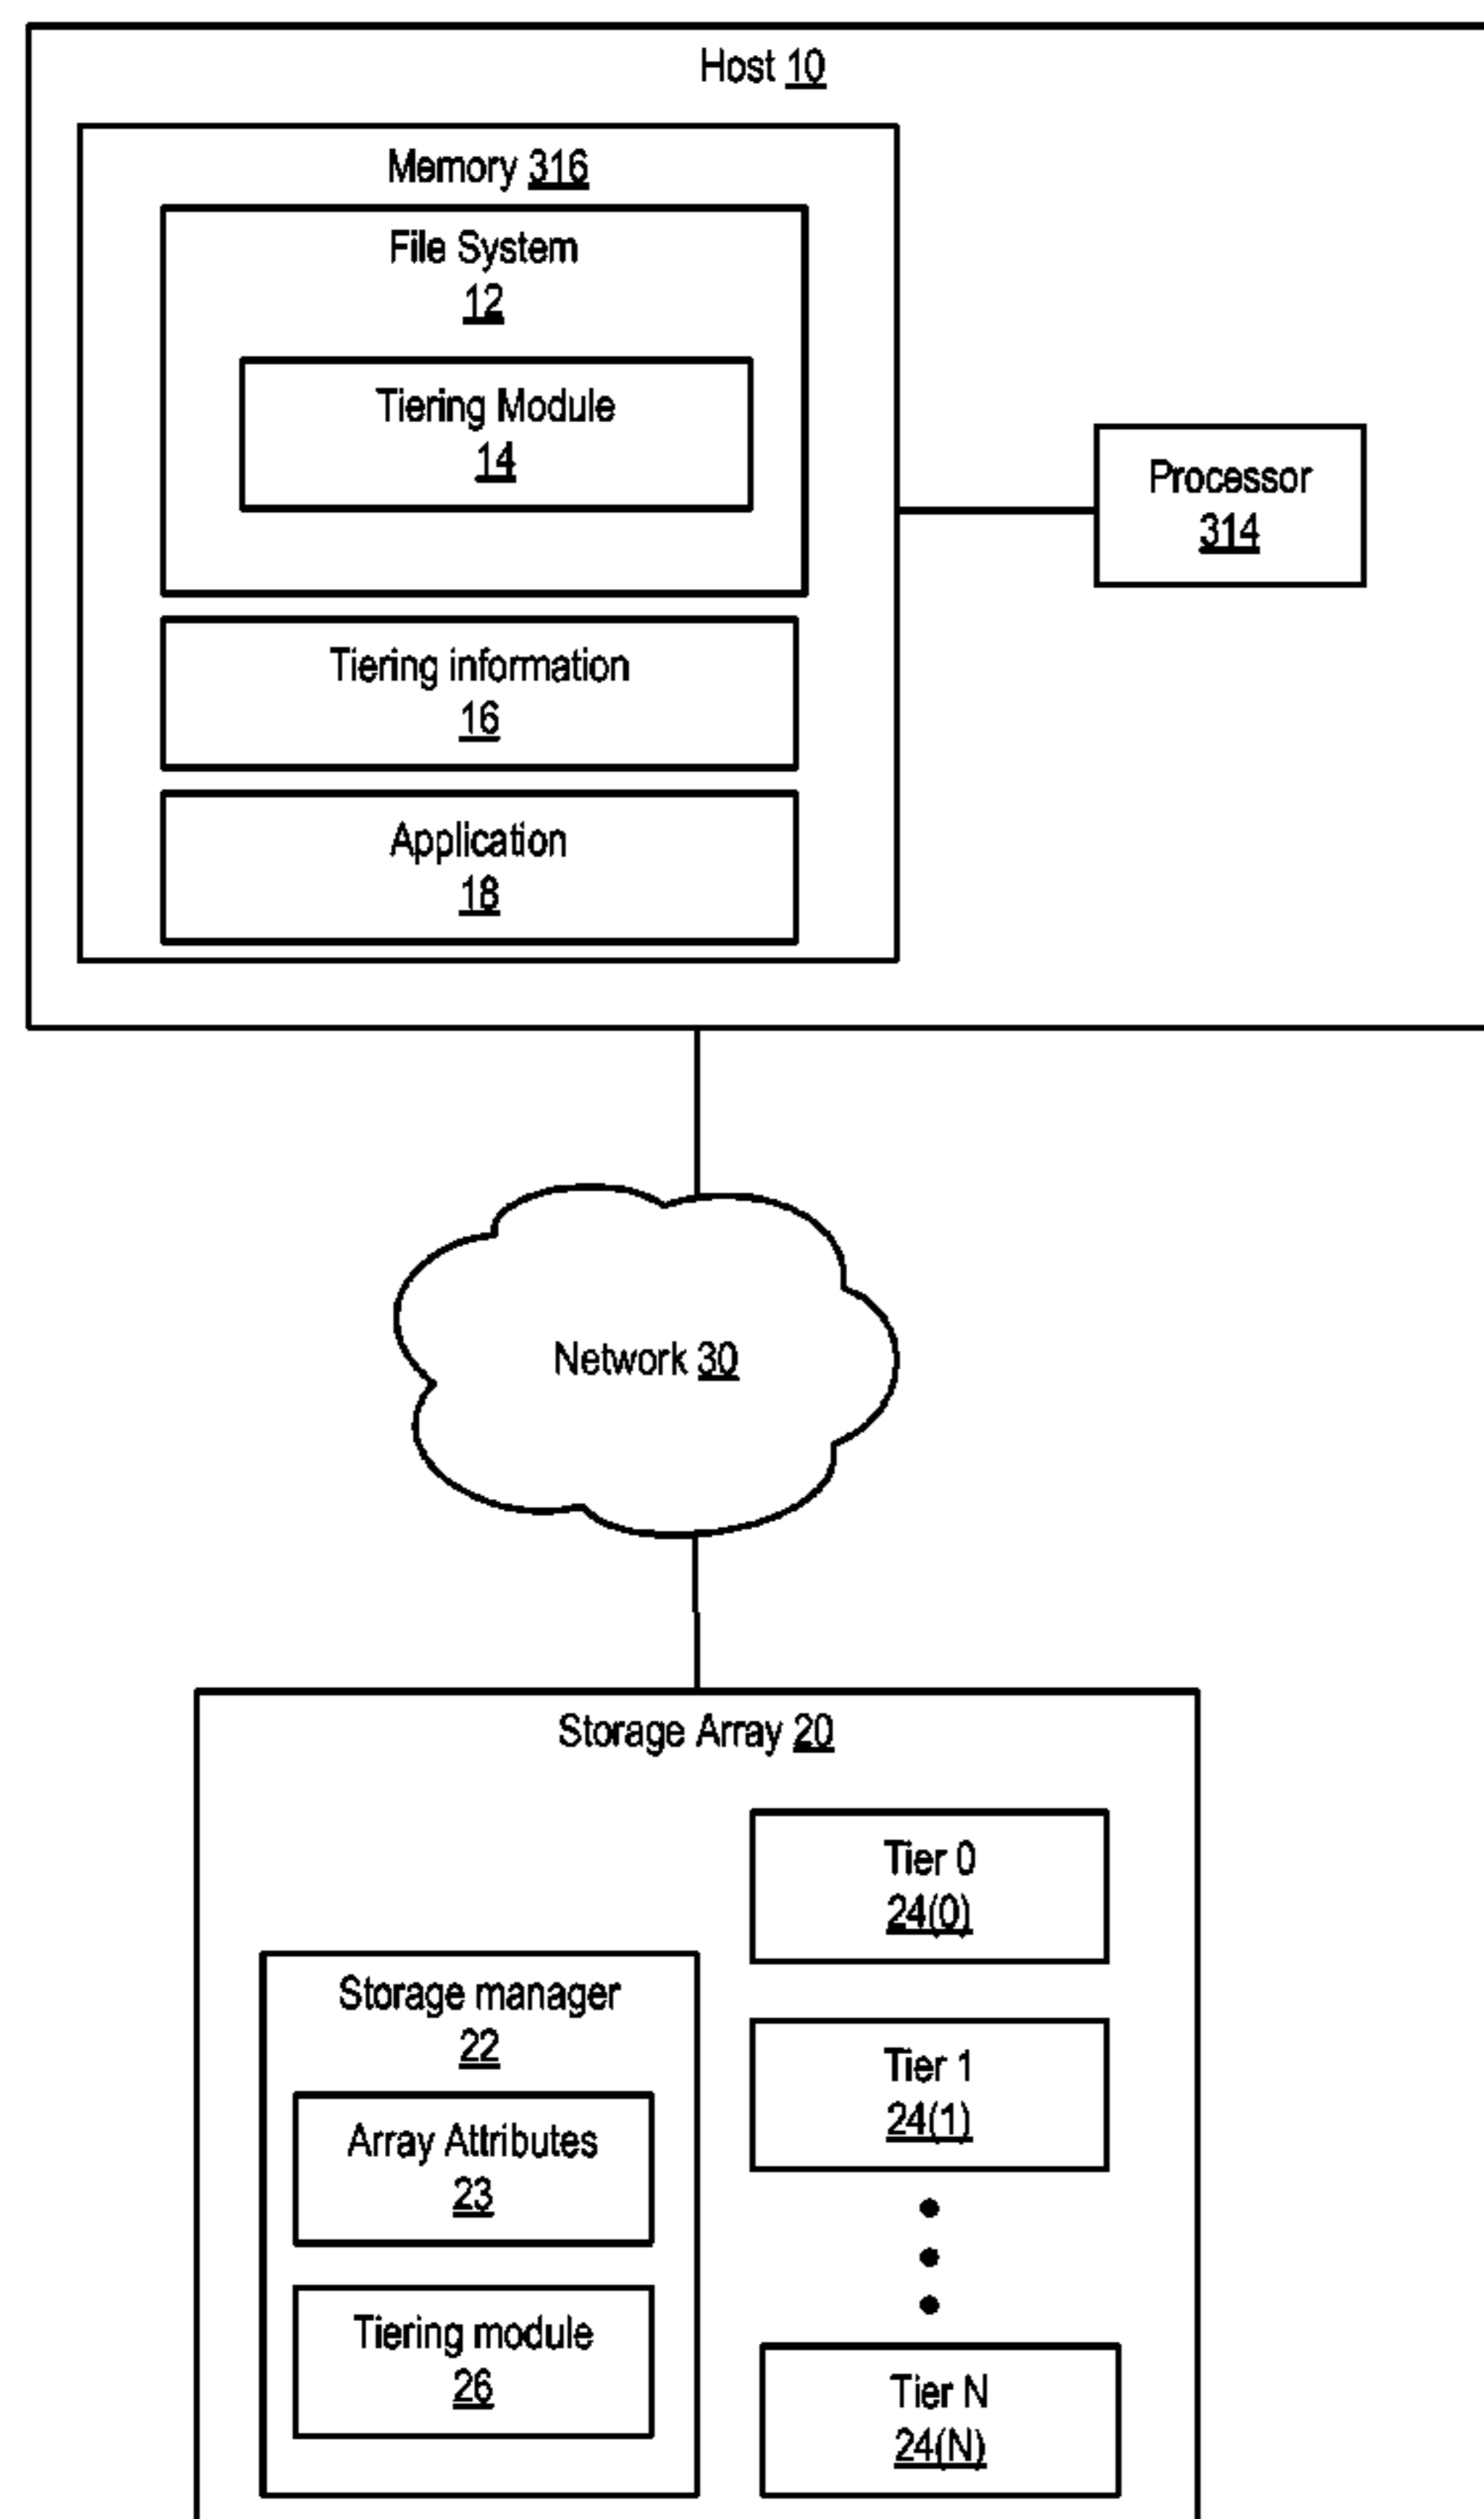 Host 10
Memory 316
File System
12
Tiering Module
14
Processor
314
Tiering information
16
Application
18
Network 30
Storage Array 20
Tier 0
24(0)
Storage manager
22
Tier 1
24(1)
Array Attributes
23
Tiering module
26
Tier N
24(N)